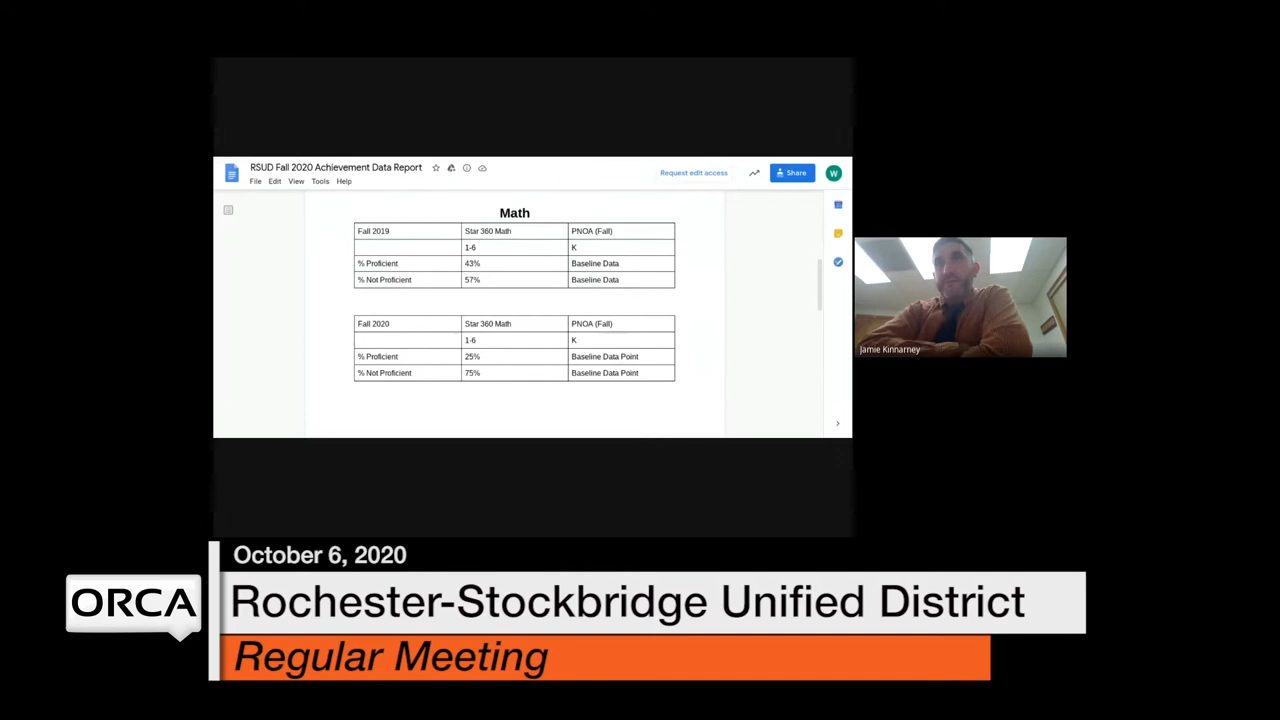 RSUD Fall 2020 Achievement Data Report
File Edit View Tools Help
Request edit access
Share
W
Math
Fall 2019 Star 360 Math PNOA (Fall)
1-6 K
% Proficient 43% Baseline Data
% Not Proficient 57% Baseline Data
Fall 2020 Star 360 Math PNOA (Fall)
1-6 K
% Proficient 25% Baseline Data Point
% Not Proficient 75% Baseline Data Point
Jamie Kinnarney
October 6, 2020
ORCA
Rochester-Stockbridge Unified District
Regular Meeting